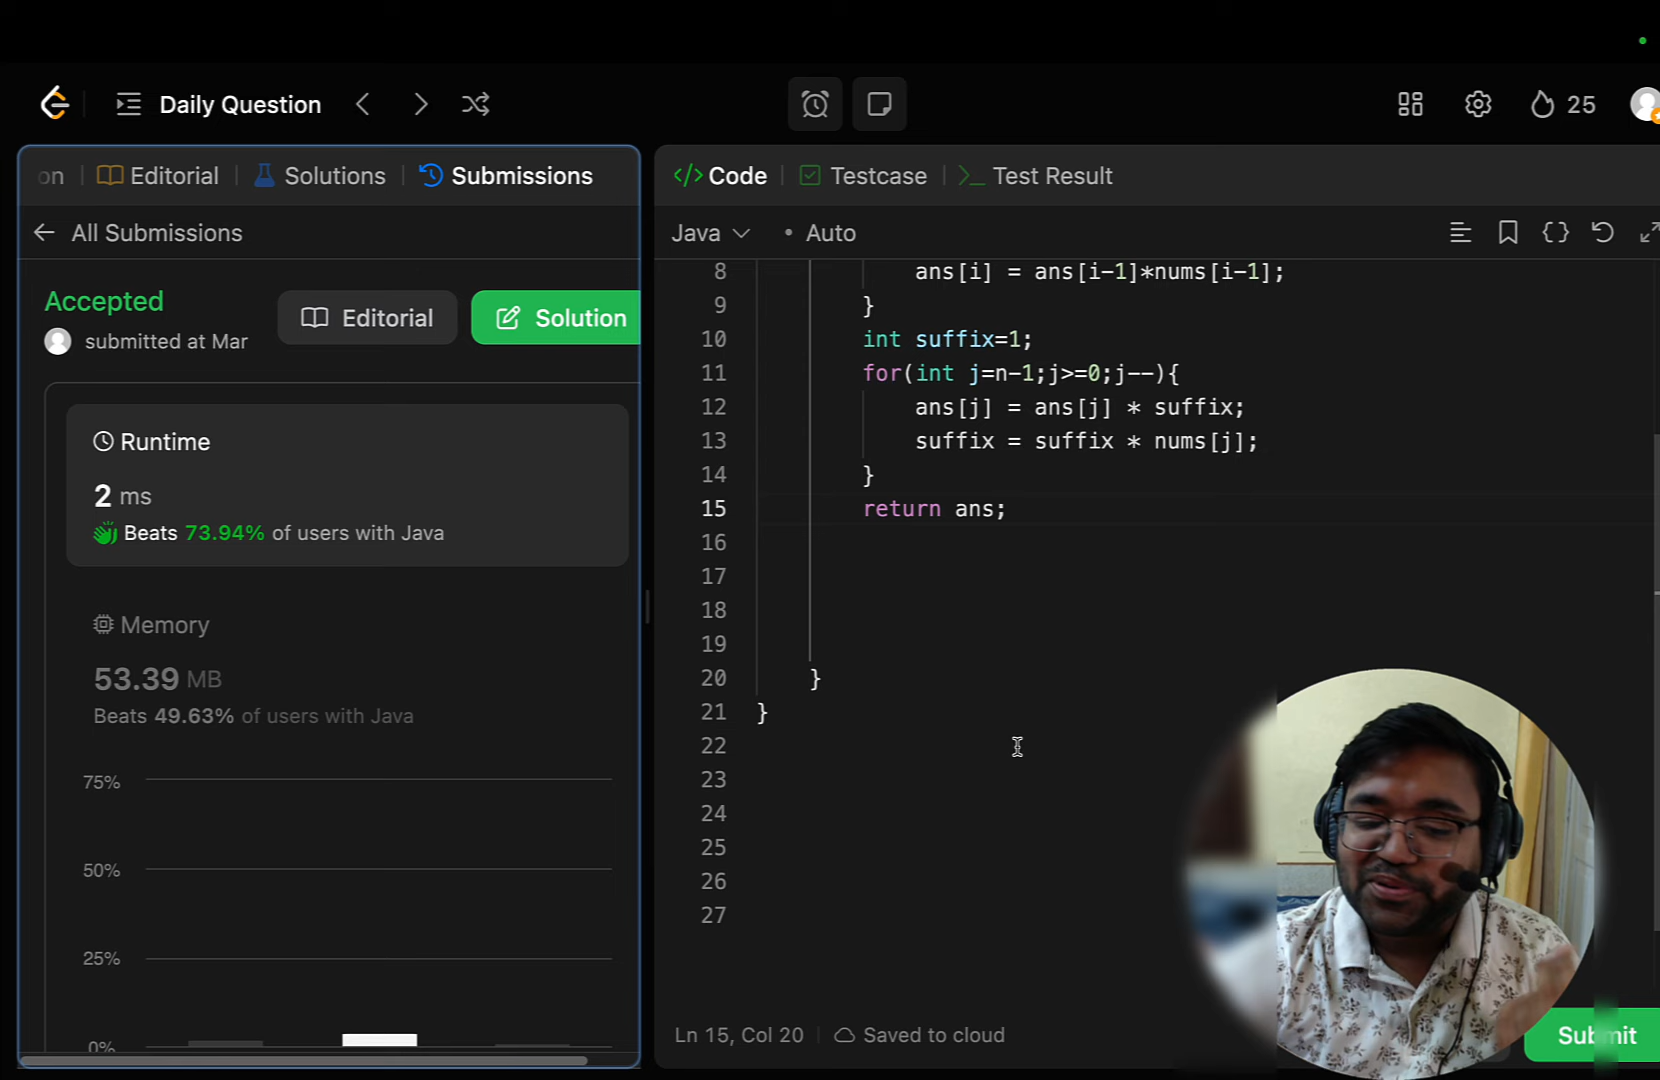 Daily Question
25
on
Editorial
Solutions
Submissions
All Submissions
Accepted
submitted at Mar
Editorial
Solution
Runtime
2 ms
Beats 73.94% of users with Java
Memory
53.39 MB
Beats 49.63% of users with Java
75%
50%
25%
0%
</> Code
Testcase
>_ Test Result
Java
• Auto
8 ans[i] = ans[i-1]*nums[i-1];
9 }
10 int suffix=1;
11 for(int j=n-1;j>=0;j--){
12 ans[j] = ans[j] * suffix;
13 suffix = suffix * nums[j];
14 }
15 return ans;
16
17
18
19
20 }
21 }
22
23
24
25
26
27
Ln 15, Col 20
Saved to cloud
Submit